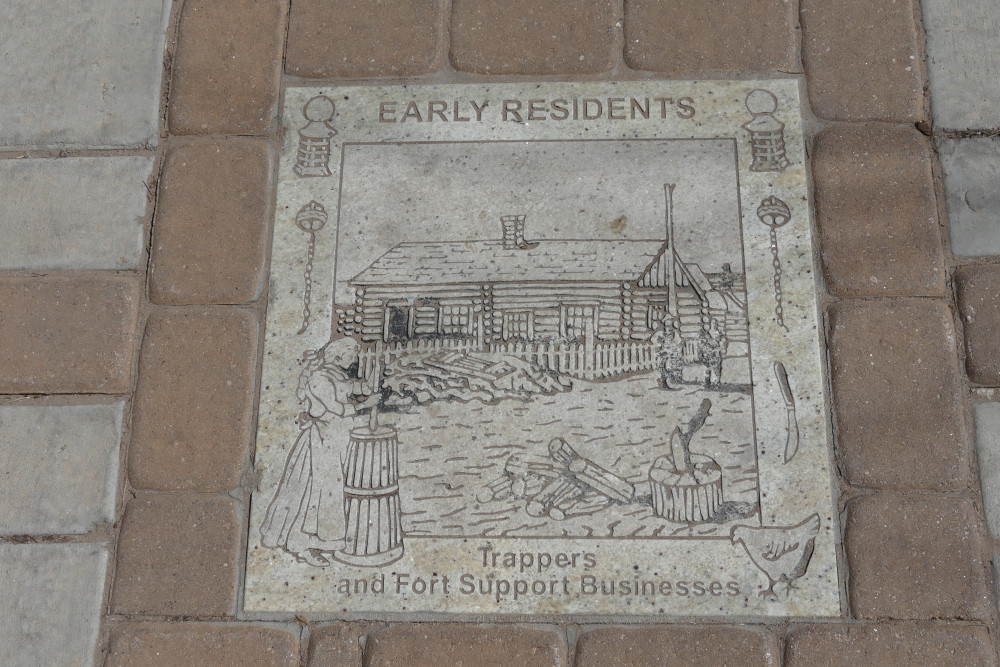 EARLY RESIDENTS
Trappers
and Fort Support Businesses